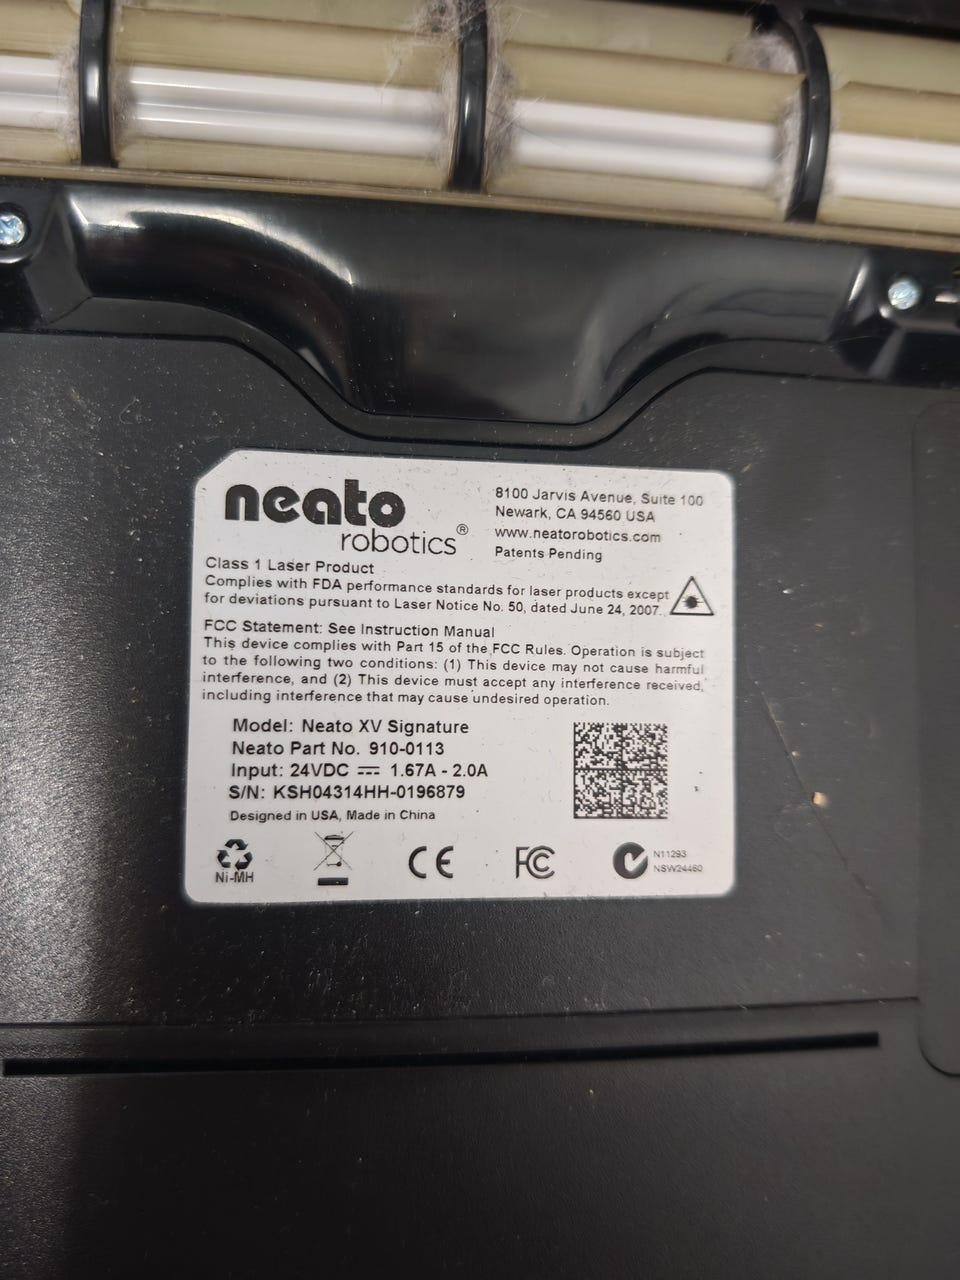 neato
robotics®
8100 Jarvis Avenue, Suite 100
Newark, CA 94560 USA
www.neatorobotics.com
Patents Pending
Class 1 Laser Product
Complies with FDA performance standards for laser products except
for deviations pursuant to Laser Notice No. 50, dated June 24, 2007.
FCC Statement: See Instruction Manual
This device complies with Part 15 of the FCC Rules. Operation is subject
to the following two conditions: (1) This device may not cause harmful
interference, and (2) This device must accept any interference received,
including interference that may cause undesired operation.
Model: Neato XV Signature
Neato Part No. 910-0113
Input: 24VDC ⎓ 1.67A - 2.0A
S/N: KSH04314HH-0196879
Designed in USA, Made in China
Ni-MH
CE
FC
N11293
NSW24460